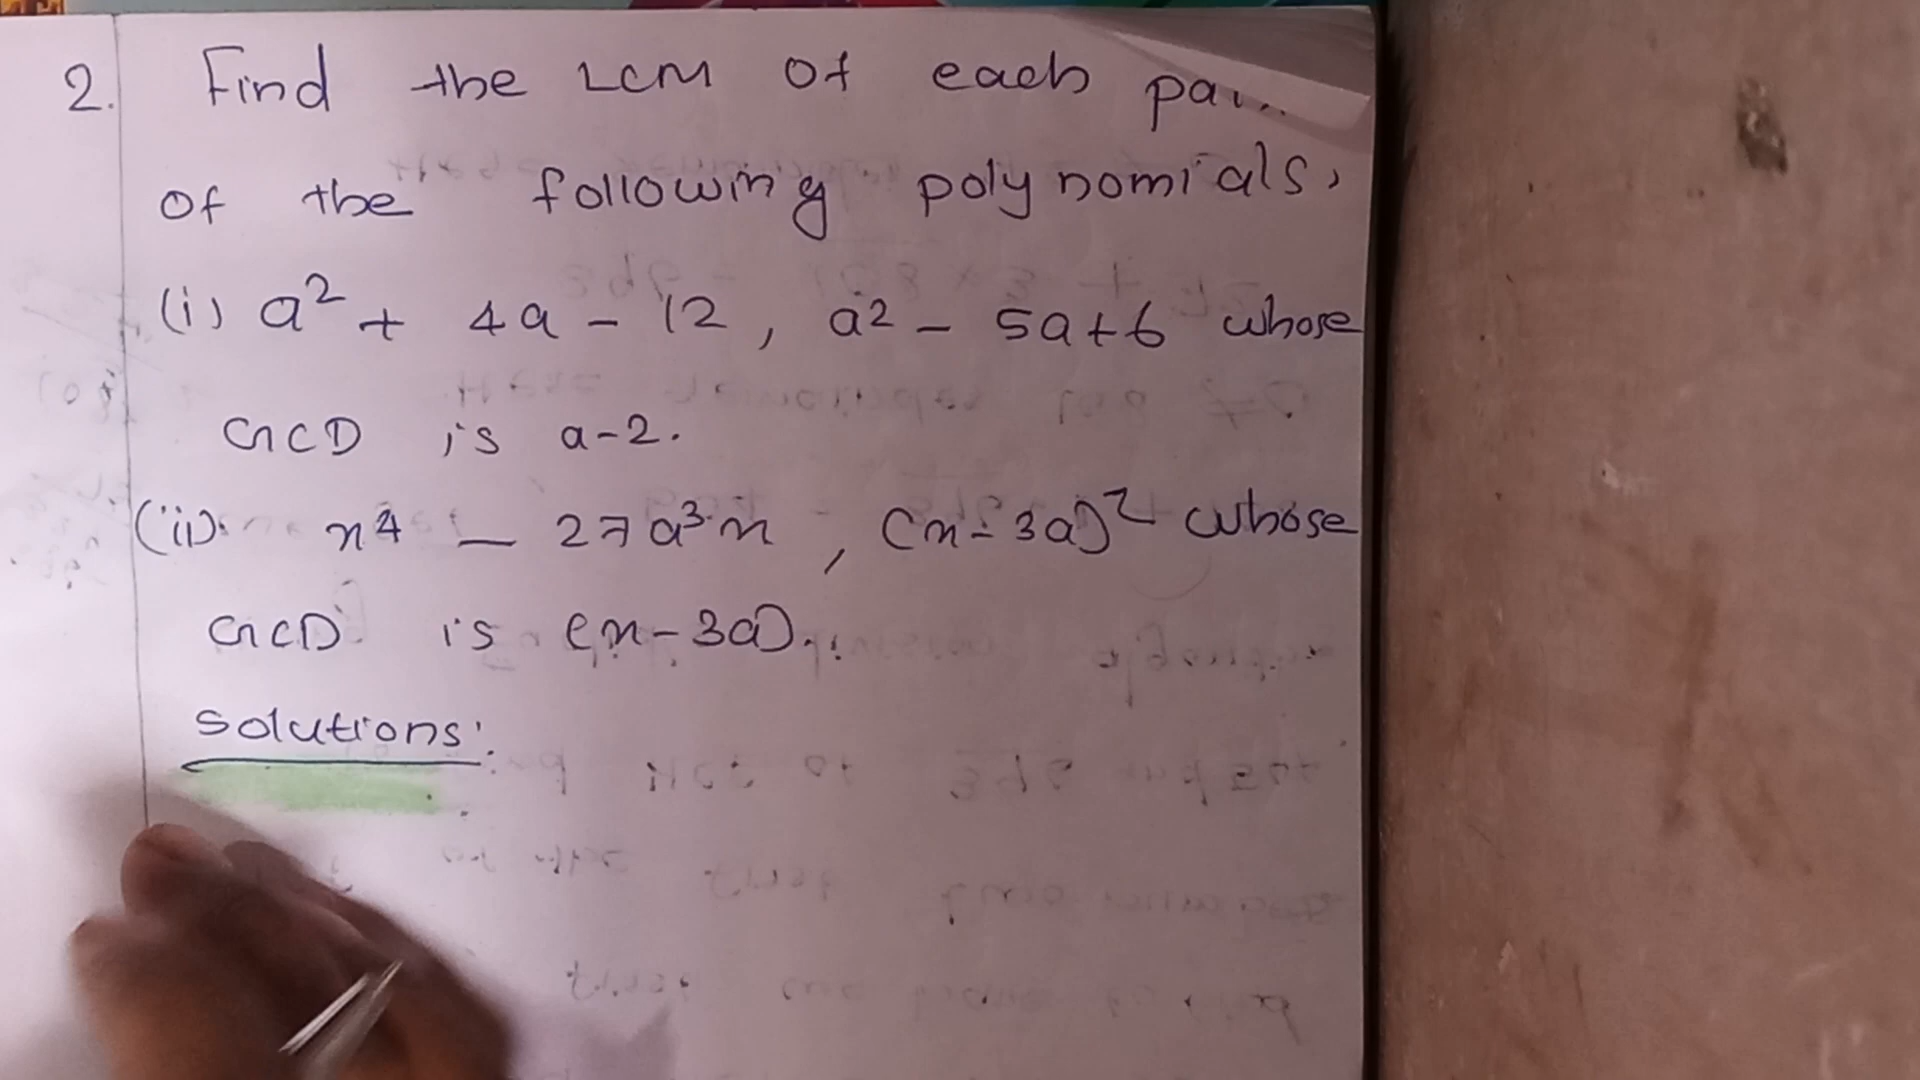 2. Find the LCM of each
of the following polynomials,
(i) a² + 4a - 12, a² - 5a+6 whose
GCD is a-2.
(ii) x⁴ - 27a³x, (x-3a)² whose
GCD is (x-3a).
Solutions: